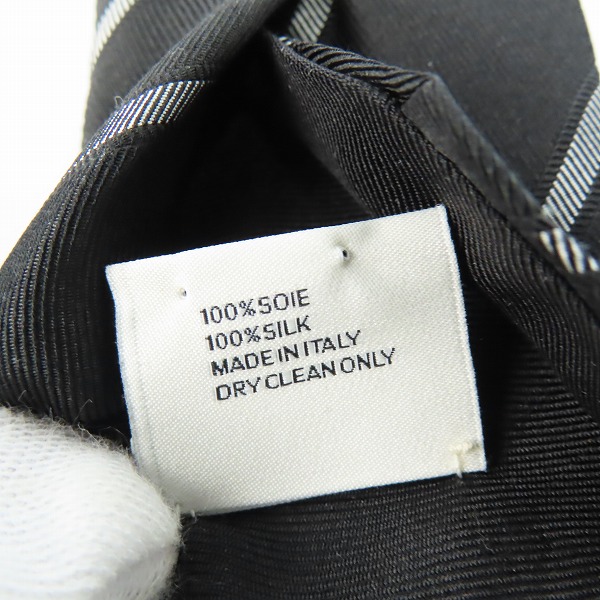 100% SOIE
100% SILK
MADE IN ITALY
DRY CLEAN ONLY